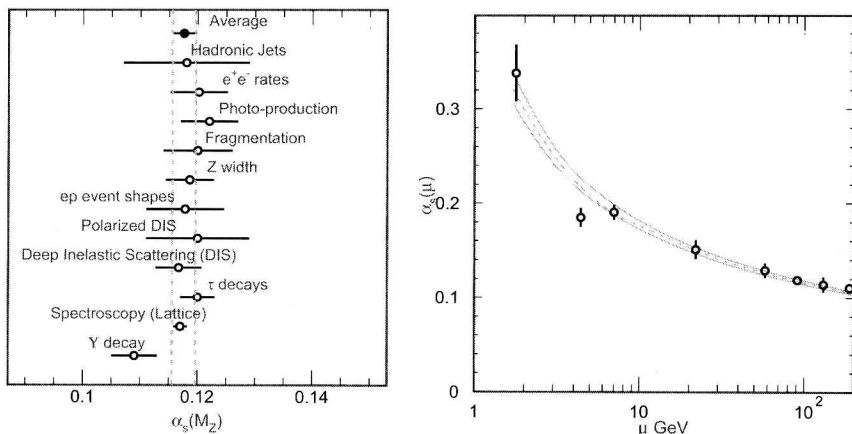 Average
Hadronic Jets
e⁺e⁻ rates
Photo-production
Fragmentation
Z width
ep event shapes
Polarized DIS
Deep Inelastic Scattering (DIS)
τ decays
Spectroscopy (Lattice)
Υ decay
0.1 0.12 0.14
αs(MZ)
0.3
0.2
0.1
0
αs(μ)
1 10 10²
μ GeV